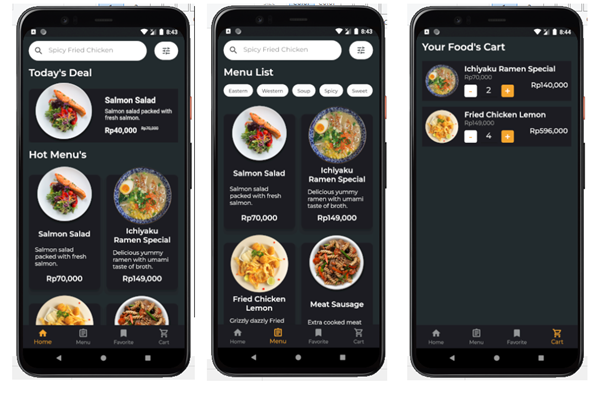 8:43
Spicy Fried Chicken
Today's Deal
Salmon Salad
Salmon salad packed with
fresh salmon.
Rp40,000 Rp70,000
Hot Menu's
Salmon Salad
Salmon salad
packed with fresh
salmon.
Rp70,000
Ichiyaku
Ramen Special
Delicious yummy
ramen with umami
taste of broth.
Rp149,000
Home
Menu
Favorite
Cart
8:43
Spicy Fried Chicken
Menu List
Eastern
Western
Soup
Spicy
Sweet
Salmon Salad
Salmon salad
packed with fresh
salmon.
Rp70,000
Ichiyaku
Ramen Special
Delicious yummy
ramen with umami
taste of broth.
Rp149,000
Fried Chicken
Lemon
Grizzly dazzly Fried
Meat Sausage
Extra cooked meat
Home
Menu
Favorite
Cart
8:44
Your Food's Cart
Ichiyaku Ramen Special
Rp70,000
- 2 +
Rp140,000
Fried Chicken Lemon
Rp149,000
- 4 +
Rp596,000
Home
Menu
Favorite
Cart